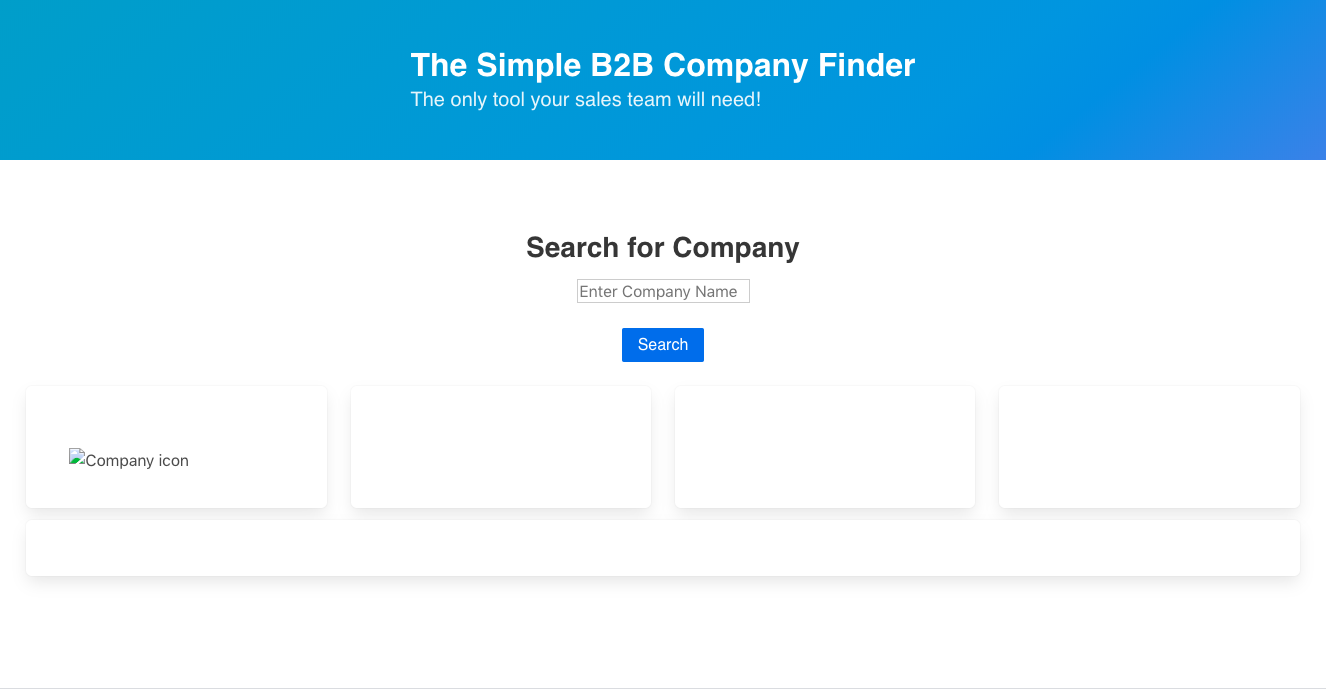 The Simple B2B Company Finder
The only tool your sales team will need!
Search for Company
Enter Company Name
Search
Company icon